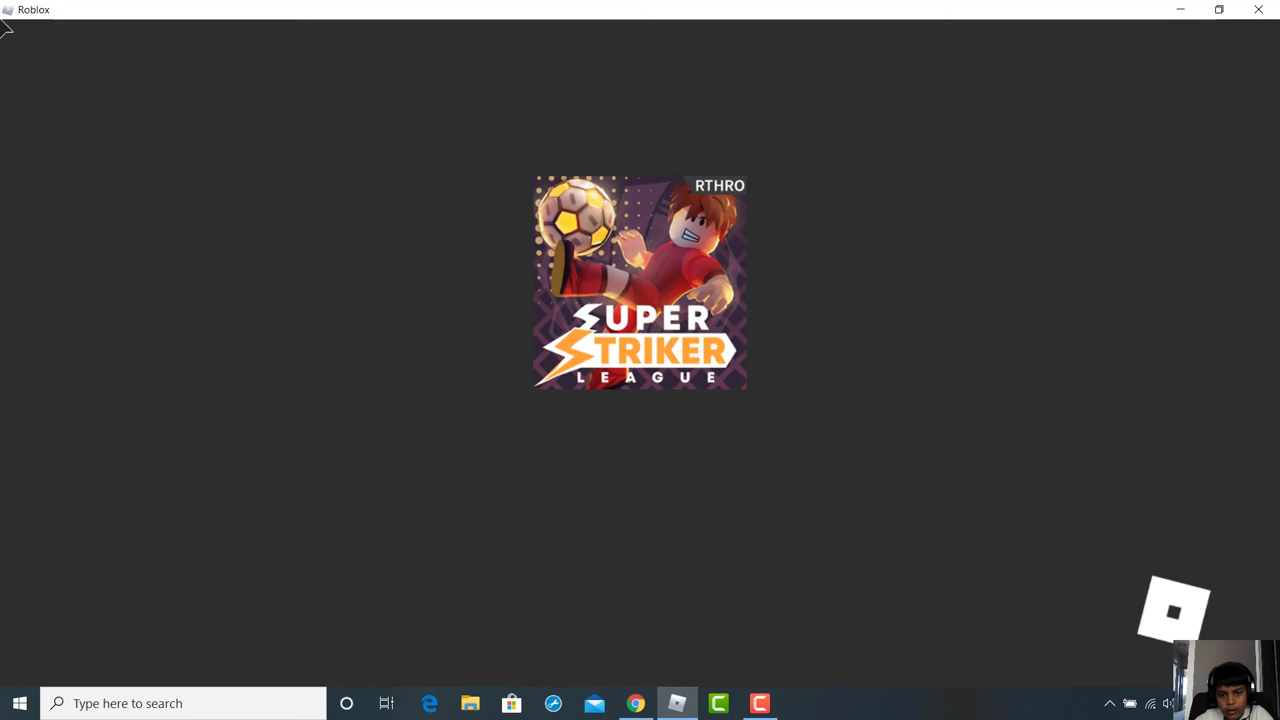 Roblox
RTHRO
SUPER
STRIKER
LEAGUE
Type here to search